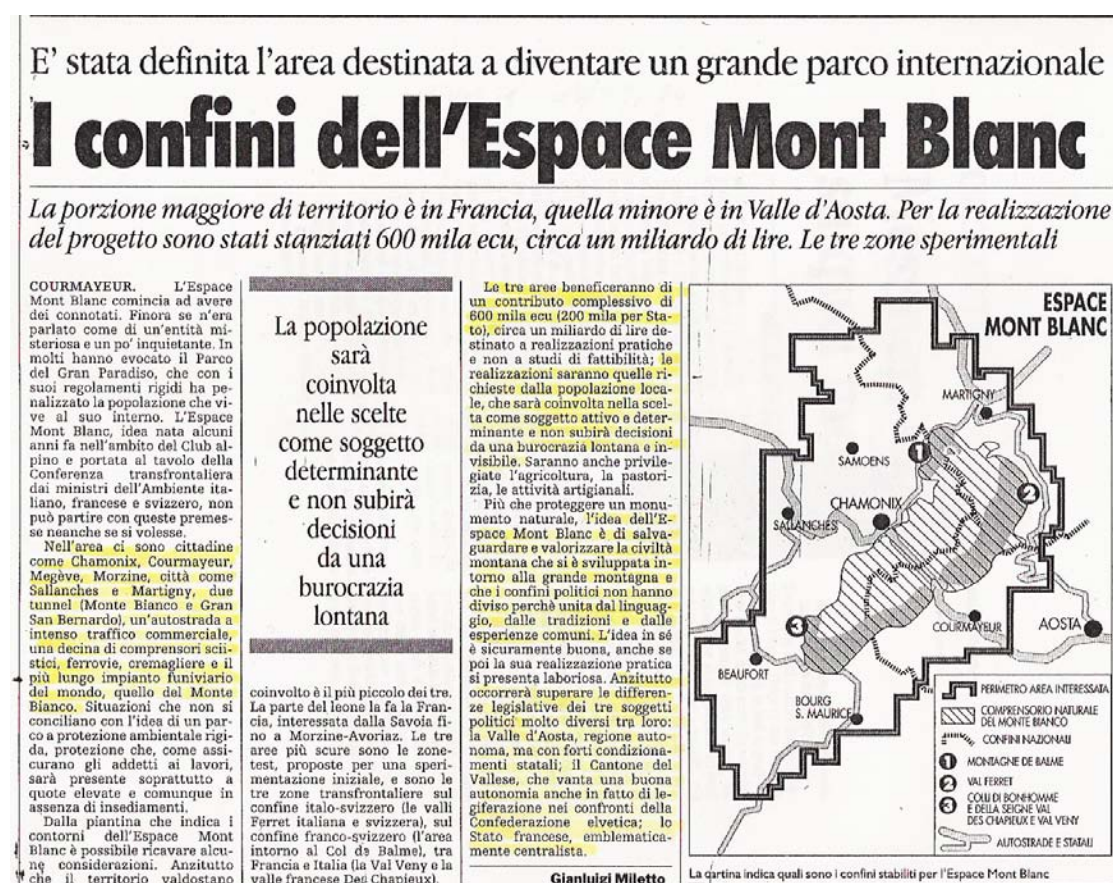 E' stata definita l'area destinata a diventare un grande parco internazionale
I confini dell'Espace Mont Blanc
La porzione maggiore di territorio è in Francia, quella minore è in Valle d'Aosta. Per la realizzazione
del progetto sono stati stanziati 600 mila ecu, circa un miliardo di lire. Le tre zone sperimentali
COURMAYEUR. L'Espace
Mont Blanc comincia ad avere
dei connotati. Finora se n'era
parlato come di un'entità mi-
steriosa e un po' inquietante. In
molti hanno evocato il Parco
del Gran Paradiso, che con i
suoi regolamenti rigidi ha pe-
nalizzato la popolazione che vi-
ve al suo interno. L'Espace
Mont Blanc, idea nata alcuni
anni fa nell'ambito del Club al-
pino e portata al tavolo della
Conferenza transfrontaliera
dai ministri dell'Ambiente ita-
liano, francese e svizzero, non
può partire con queste premes-
se neanche se si volesse.
Nell'area ci sono cittadine
come Chamonix, Courmayeur,
Megève, Morzine, città come
Sallanches e Martigny, due
tunnel (Monte Bianco e Gran
San Bernardo), un'autostrada a
intenso traffico commerciale,
una decina di comprensori scii-
stici, ferrovie, cremagliere e il
più lungo impianto funiviario
del mondo, quello del Monte
Bianco. Situazioni che non si
conciliano con l'idea di un par-
co a protezione ambientale rigi-
da, protezione che, come assi-
curano gli addetti ai lavori,
sarà presente soprattutto a
quote elevate e comunque in
assenza di insediamenti.
Dalla piantina che indica i
contorni dell'Espace Mont
Blanc è possibile ricavare alcu-
ne considerazioni. Anzitutto
che il territorio valdostano
La popolazione
sarà
coinvolta
nelle scelte
come soggetto
determinante
e non subirà
decisioni
da una
burocrazia
lontana
coinvolto è il più piccolo dei tre.
La parte del leone la fa la Fran-
cia, interessata dalla Savoia fi-
no a Morzine-Avoriaz. Le tre
aree più scure sono le zone-
test, proposte per una speri-
mentazione iniziale, e sono le
tre zone transfrontaliere sul
confine italo-svizzero (le valli
Ferret italiana e svizzera), sul
confine franco-svizzero (l'area
intorno al Col de Balme), tra
Francia e Italia (la Val Veny e la
valle francese Des Chapieux).
Le tre aree beneficeranno di
un contributo complessivo di
600 mila ecu (200 mila per Sta-
to), circa un miliardo di lire de-
stinato a realizzazioni pratiche
e non a studi di fattibilità; le
realizzazioni saranno quelle ri-
chieste dalla popolazione loca-
le, che sarà coinvolta nella scel-
ta come soggetto attivo e deter-
minante e non subirà decisioni
da una burocrazia lontana e in-
visibile. Saranno anche privile-
giate l'agricoltura, la pastori-
zia, le attività artigianali.
Più che proteggere un monu-
mento naturale, l'idea dell'E-
space Mont Blanc è di salva-
guardare e valorizzare la civiltà
montana che si è sviluppata in-
torno alla grande montagna e
che i confini politici non hanno
diviso perchè unita dal linguag-
gio, dalle tradizioni e dalle
esperienze comuni. L'idea in sé
è sicuramente buona, anche se
poi la sua realizzazione pratica
si presenta laboriosa. Anzitutto
occorrerà superare le differen-
ze legislative dei tre soggetti
politici molto diversi tra loro:
la Valle d'Aosta, regione auto-
noma, ma con forti condiziona-
menti statali; il Cantone del
Vallese, che vanta una buona
autonomia anche in fatto di le-
giferazione nei confronti della
Confederazione elvetica; lo
Stato francese, emblematica-
mente centralista.
Gianluigi Miletto
ESPACE
MONT BLANC
MARTIGNY
1
SAMOENS
2
CHAMONIX
SALLANCHES
3
COURMAYEUR
AOSTA
BEAUFORT
BOURG
S. MAURICE
PERIMETRO AREA INTERESSATA
COMPRENSORIO NATURALE
DEL MONTE BIANCO
CONFINI NAZIONALI
1 MONTAGNE DE BALME
2 VAL FERRET
3 COLLI DI BONHOMME
E DELLA SEIGNE VAL
DES CHAPIEUX E VAL VENY
AUTOSTRADE E STATALI
La cartina indica quali sono i confini stabiliti per l'Espace Mont Blanc